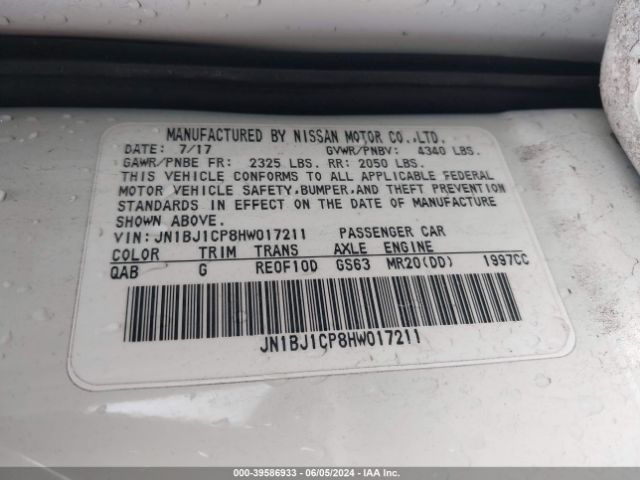 MANUFACTURED BY NISSAN MOTOR CO.,LTD.
DATE: 7/17 GVWR/PNBV: 4340 LBS.
GAWR/PNBE FR: 2325 LBS. RR: 2050 LBS.
THIS VEHICLE CONFORMS TO ALL APPLICABLE FEDERAL
MOTOR VEHICLE SAFETY,BUMPER,AND THEFT PREVENTION
STANDARDS IN EFFECT ON THE DATE OF MANUFACTURE
SHOWN ABOVE.
VIN: JN1BJ1CP8HW017211 PASSENGER CAR
COLOR TRIM TRANS AXLE ENGINE
QAB G RE0F10D GS63 MR20(DD) 1997CC
JN1BJ1CP8HW017211
000-39586933 - 06/05/2024 - IAA Inc.